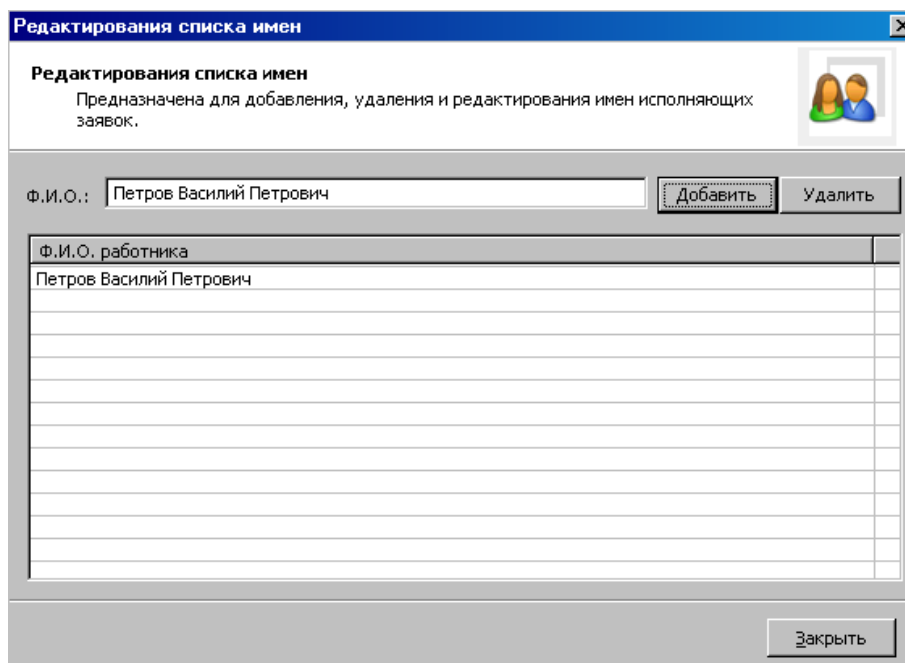 Редактирования списка имен
Редактирования списка имен
Предназначена для добавления, удаления и редактирования имен исполняющих
заявок.
Ф.И.О.: Петров Василий Петрович Добавить Удалить
Ф.И.О. работника
Петров Василий Петрович
Закрыть